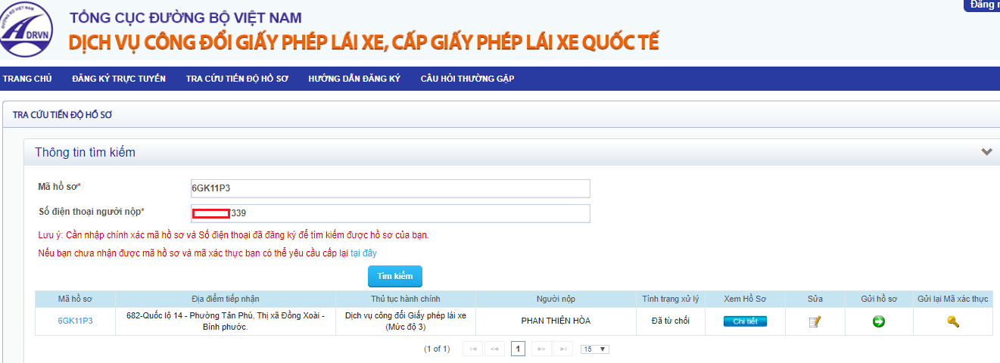 ĐƯỜNG BỘ VIỆT NAM
DRVN
Đăng n
TỔNG CỤC ĐƯỜNG BỘ VIỆT NAM
DỊCH VỤ CÔNG ĐỔI GIẤY PHÉP LÁI XE, CẤP GIẤY PHÉP LÁI XE QUỐC TẾ
TRANG CHỦ ĐĂNG KÝ TRỰC TUYẾN TRA CỨU TIẾN ĐỘ HỒ SƠ HƯỚNG DẪN ĐĂNG KÝ CÂU HỎI THƯỜNG GẶP
TRA CỨU TIẾN ĐỘ HỒ SƠ
Thông tin tìm kiếm
Mã hồ sơ* 6GK11P3
Số điện thoại người nộp* 339
Lưu ý: Cần nhập chính xác mã hồ sơ và Số điện thoại đã đăng ký để tìm kiếm được hồ sơ của bạn.
Nếu bạn chưa nhận được mã hồ sơ và mã xác thực bạn có thể yêu cầu cấp lại tại đây
Tìm kiếm
Mã hồ sơ Địa điểm tiếp nhận Thủ tục hành chính Người nộp Tình trạng xử lý Xem Hồ Sơ Sửa Gửi hồ sơ Gửi lại Mã xác thực
6GK11P3 682-Quốc lộ 14 - Phường Tân Phú, Thị xã Đồng Xoài - Dịch vụ công đổi Giấy phép lái xe PHAN THIỆN HÒA Đã từ chối Chi tiết
Bình phước. (Mức độ 3)
(1 of 1) 1 15